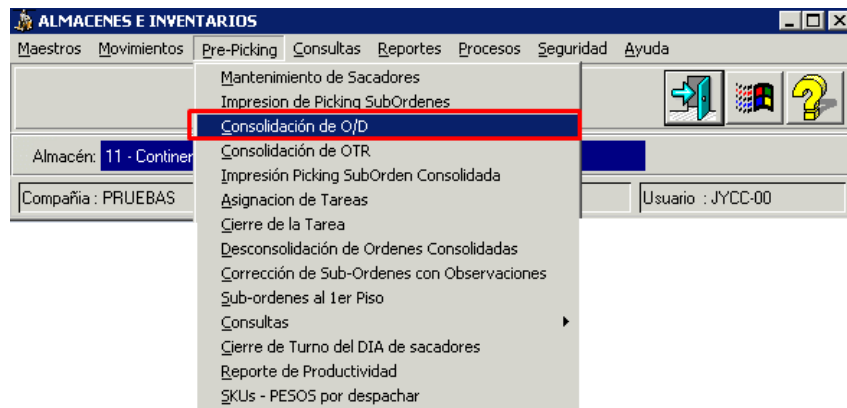 ALMACENES E INVENTARIOS
Maestros Movimientos Pre-Picking Consultas Reportes Procesos Seguridad Ayuda
Mantenimiento de Sacadores
Impresion de Picking SubOrdenes
Consolidación de O/D
Almacén: 11 - Continer
Consolidación de OTR
Impresión Picking SubOrden Consolidada
Compañia : PRUEBAS
Usuario : JYCC-00
Asignacion de Tareas
Cierre de la Tarea
Desconsolidación de Ordenes Consolidadas
Corrección de Sub-Ordenes con Observaciones
Sub-ordenes al 1er Piso
Consultas
Cierre de Turno del DIA de sacadores
Reporte de Productividad
SKUs - PESOS por despachar